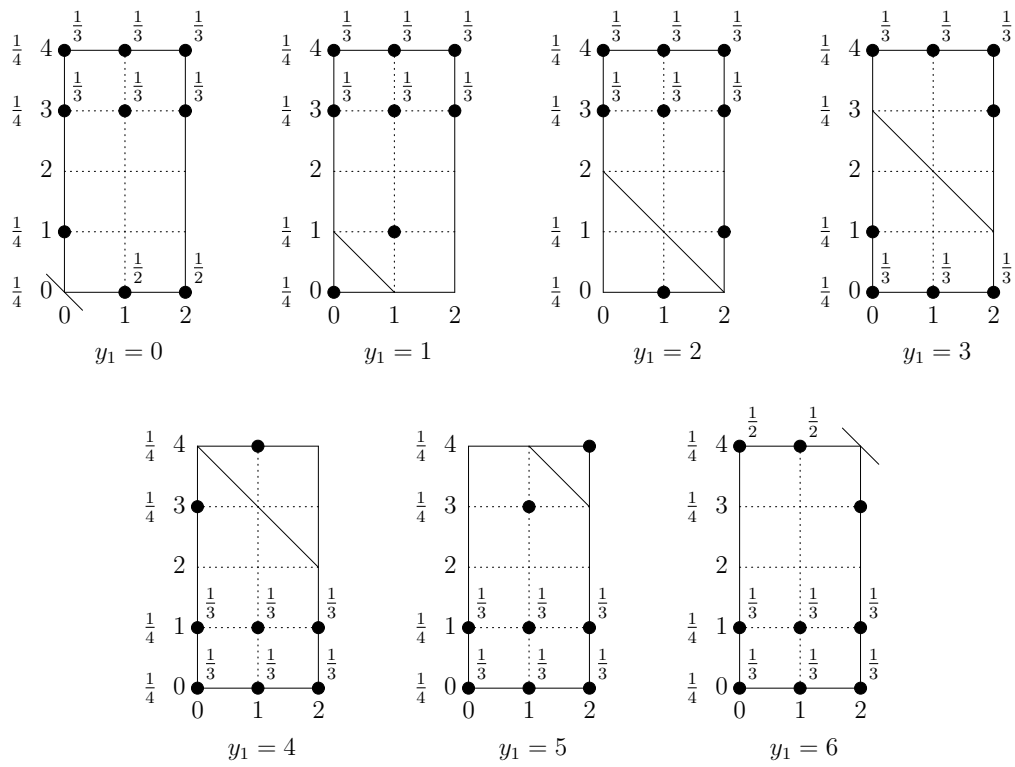 1/3 1/3 1/3 1/3 1/3 1/3 1/3 1/3 1/3 1/3 1/3 1/3
1/4 4 1/4 4 1/4 4 1/4 4
1/3 1/3 1/3 1/3 1/3 1/3 1/3 1/3 1/3
1/4 3 1/4 3 1/4 3 1/4 3
2 2 2 2
1/4 1 1/4 1 1/4 1 1/4 1
1/2 1/2 1/3 1/3 1/3
1/4 0 1/4 0 1/4 0 1/4 0
0 1 2 0 1 2 0 1 2 0 1 2
y₁ = 0 y₁ = 1 y₁ = 2 y₁ = 3
1/2 1/2
1/4 4 1/4 4 1/4 4
1/4 3 1/4 3 1/4 3
2 2 2
1/3 1/3 1/3 1/3 1/3 1/3 1/3 1/3 1/3
1/4 1 1/4 1 1/4 1
1/3 1/3 1/3 1/3 1/3 1/3 1/3 1/3 1/3
1/4 0 1/4 0 1/4 0
0 1 2 0 1 2 0 1 2
y₁ = 4 y₁ = 5 y₁ = 6